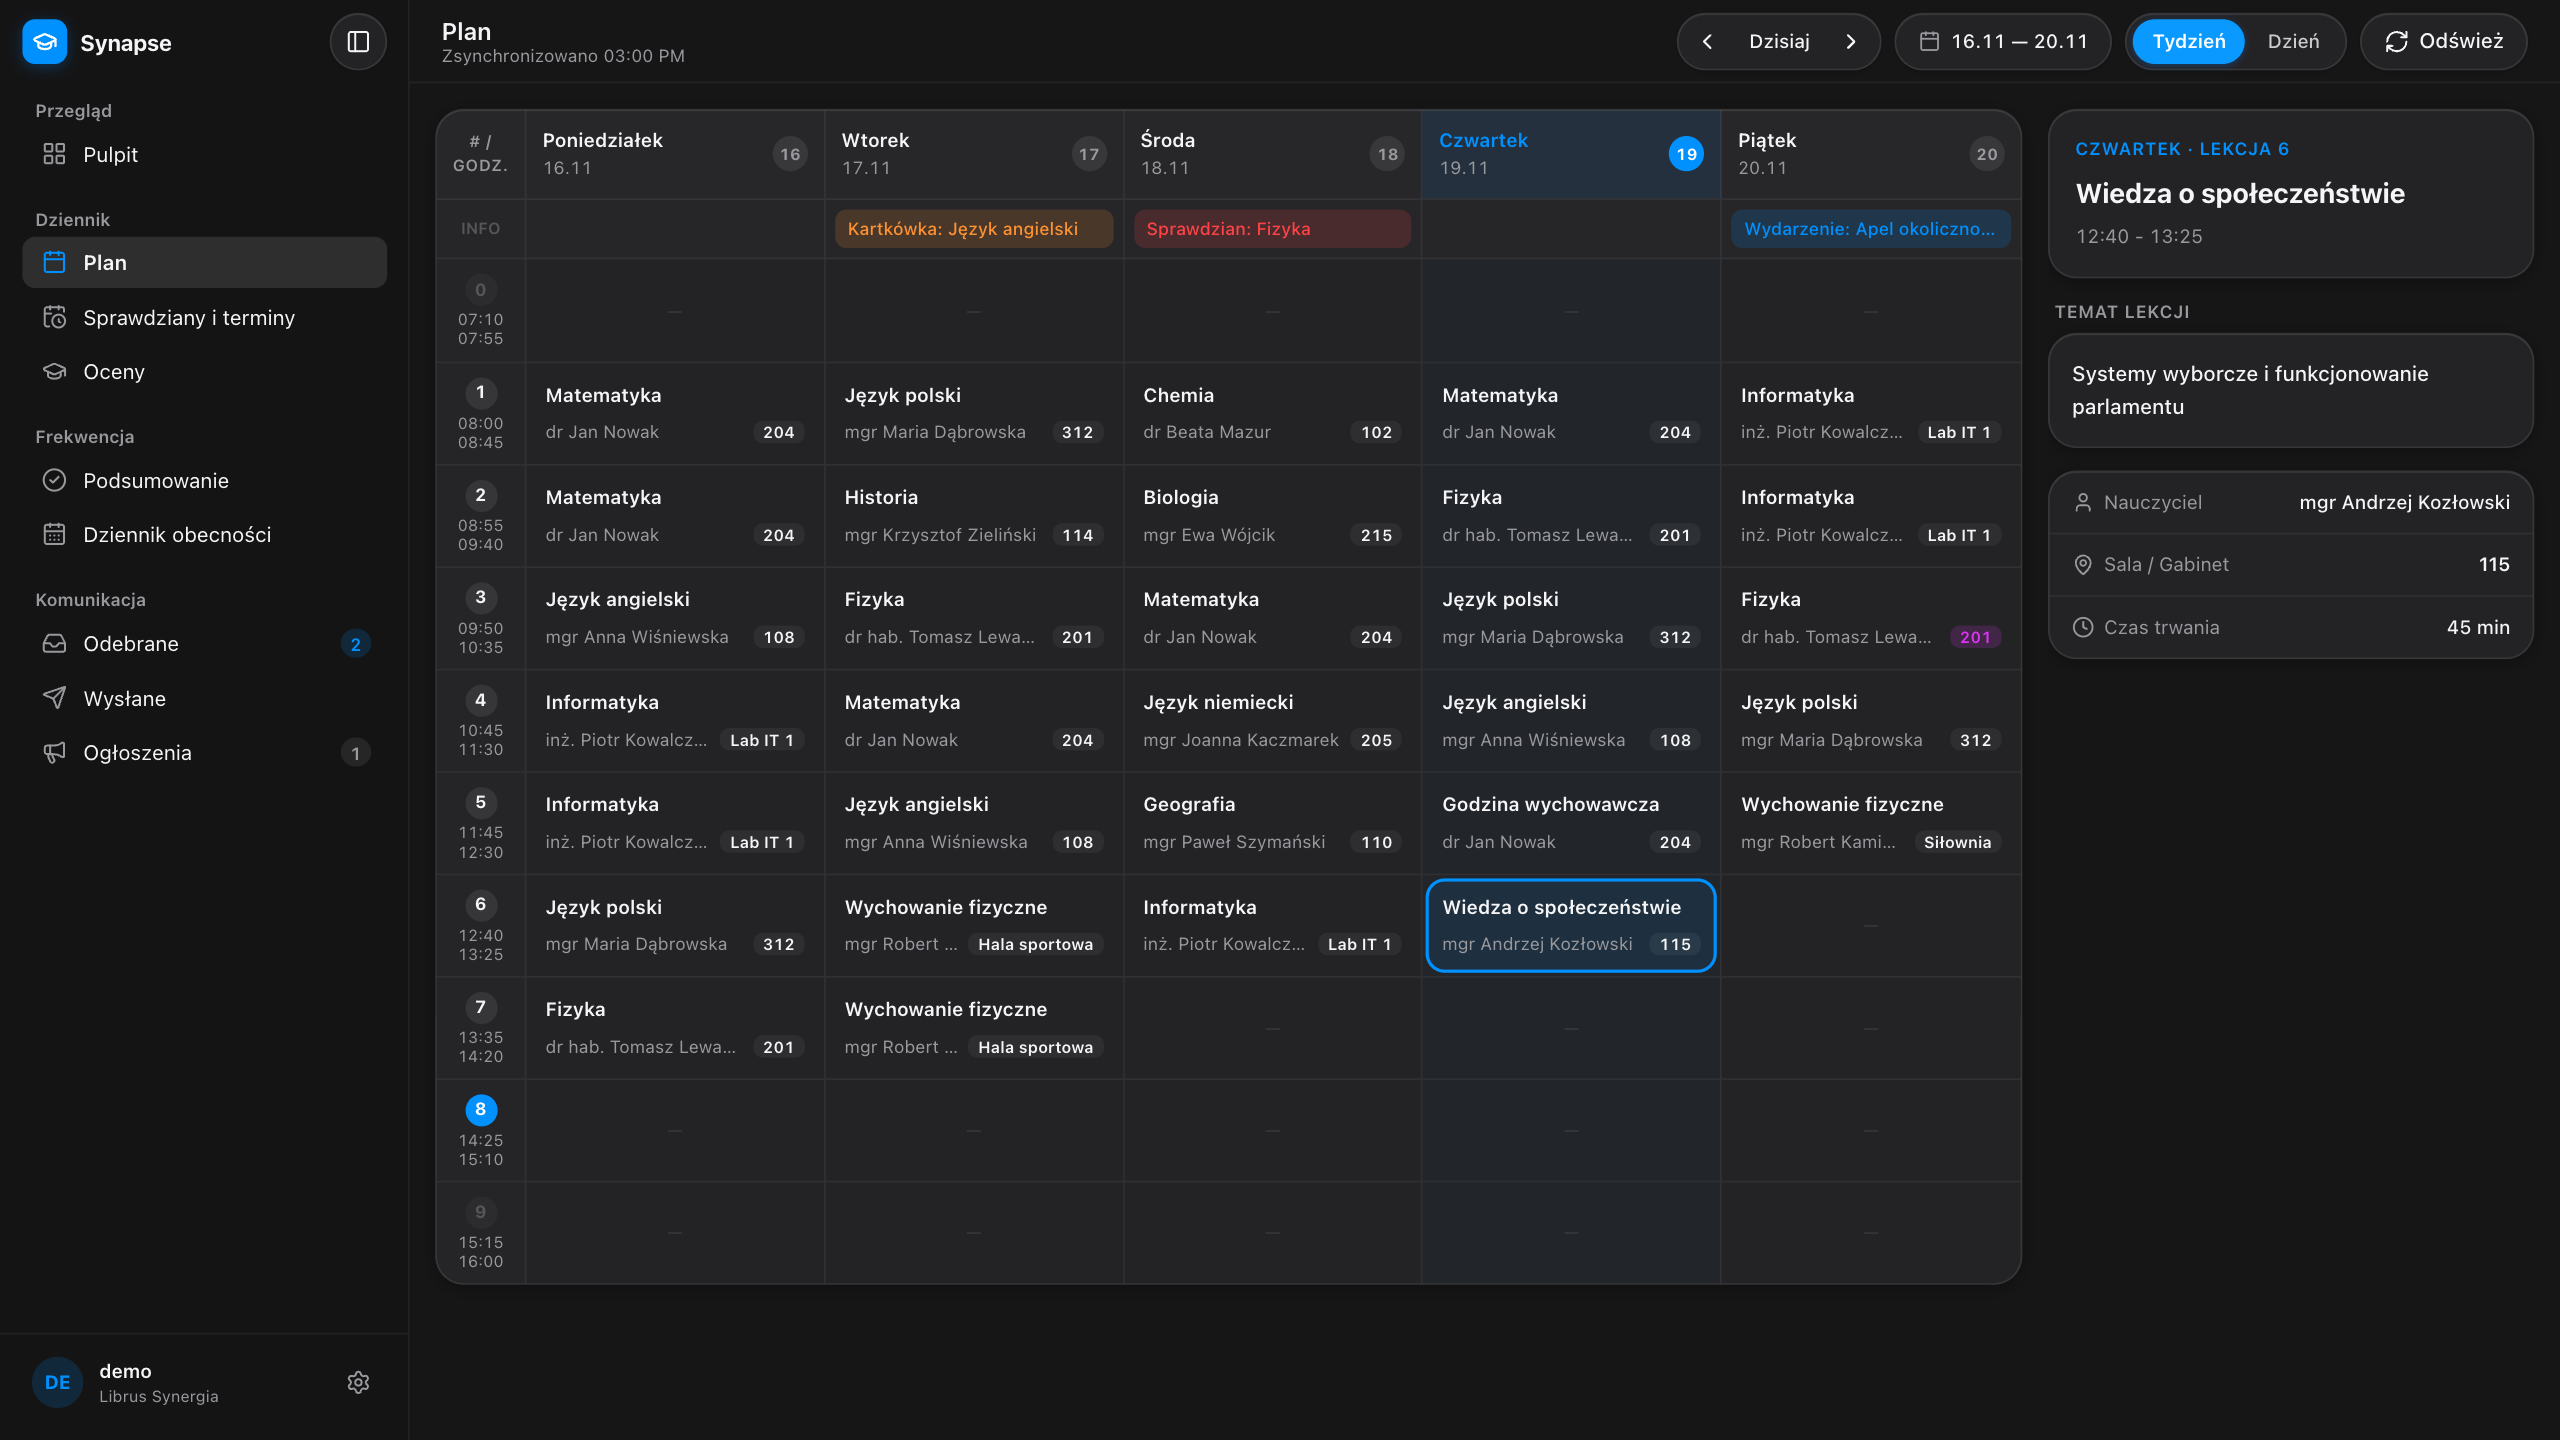 Synapse
Przegląd
Pulpit
Dziennik
Plan
Sprawdziany i terminy
Oceny
Frekwencja
Podsumowanie
Dziennik obecności
Komunikacja
Odebrane 2
Wysłane
Ogłoszenia 1
DE
demo
Librus Synergia
Plan
Zsynchronizowano 03:00 PM
Dzisiaj
16.11 — 20.11
Tydzień Dzień
Odśwież
# /
GODZ.
Poniedziałek
16.11
16
Wtorek
17.11
17
Środa
18.11
18
Czwartek
19.11
19
Piątek
20.11
20
INFO
Kartkówka: Język angielski
Sprawdzian: Fizyka
Wydarzenie: Apel okoliczno...
0
07:10
07:55
— — — — —
1
08:00
08:45
Matematyka
dr Jan Nowak 204
Język polski
mgr Maria Dąbrowska 312
Chemia
dr Beata Mazur 102
Matematyka
dr Jan Nowak 204
Informatyka
inż. Piotr Kowalcz... Lab IT 1
2
08:55
09:40
Matematyka
dr Jan Nowak 204
Historia
mgr Krzysztof Zieliński 114
Biologia
mgr Ewa Wójcik 215
Fizyka
dr hab. Tomasz Lewa... 201
Informatyka
inż. Piotr Kowalcz... Lab IT 1
3
09:50
10:35
Język angielski
mgr Anna Wiśniewska 108
Fizyka
dr hab. Tomasz Lewa... 201
Matematyka
dr Jan Nowak 204
Język polski
mgr Maria Dąbrowska 312
Fizyka
dr hab. Tomasz Lewa... 201
4
10:45
11:30
Informatyka
inż. Piotr Kowalcz... Lab IT 1
Matematyka
dr Jan Nowak 204
Język niemiecki
mgr Joanna Kaczmarek 205
Język angielski
mgr Anna Wiśniewska 108
Język polski
mgr Maria Dąbrowska 312
5
11:45
12:30
Informatyka
inż. Piotr Kowalcz... Lab IT 1
Język angielski
mgr Anna Wiśniewska 108
Geografia
mgr Paweł Szymański 110
Godzina wychowawcza
dr Jan Nowak 204
Wychowanie fizyczne
mgr Robert Kami... Siłownia
6
12:40
13:25
Język polski
mgr Maria Dąbrowska 312
Wychowanie fizyczne
mgr Robert ... Hala sportowa
Informatyka
inż. Piotr Kowalcz... Lab IT 1
Wiedza o społeczeństwie
mgr Andrzej Kozłowski 115
—
7
13:35
14:20
Fizyka
dr hab. Tomasz Lewa... 201
Wychowanie fizyczne
mgr Robert ... Hala sportowa
— — —
8
14:25
15:10
— — — — —
9
15:15
16:00
— — — — —
CZWARTEK · LEKCJA 6
Wiedza o społeczeństwie
12:40 - 13:25
TEMAT LEKCJI
Systemy wyborcze i funkcjonowanie
parlamentu
Nauczyciel mgr Andrzej Kozłowski
Sala / Gabinet 115
Czas trwania 45 min